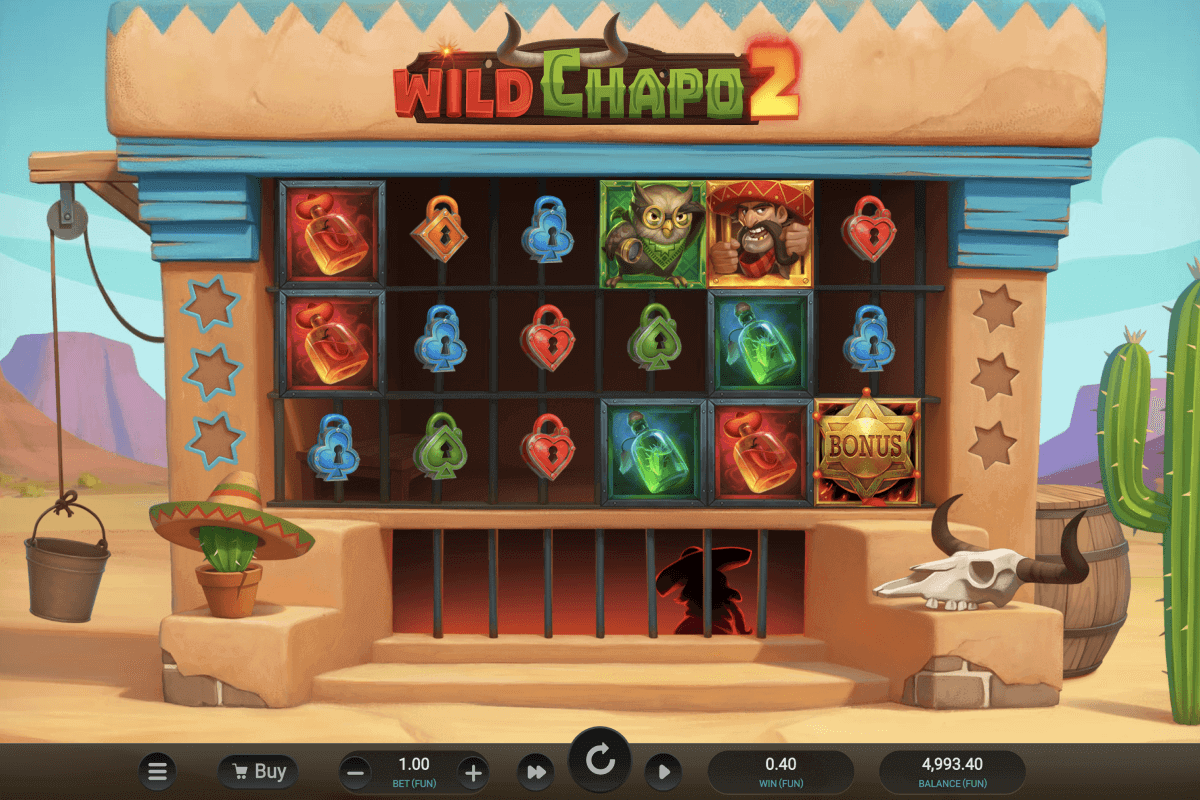 WILD CHAPO 2
BONUS
Buy
1.00
BET (FUN)
0.40
WIN (FUN)
4,993.40
BALANCE (FUN)